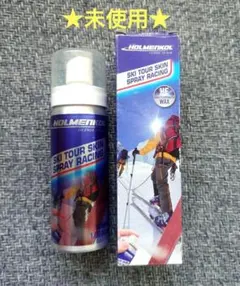 ★未使用★
HOLMENKOL
SKI TOUR SKIN
SPRAY RACING
HOLMENKOL
SKI TOUR SKIN
SPRAY RACING
WAX